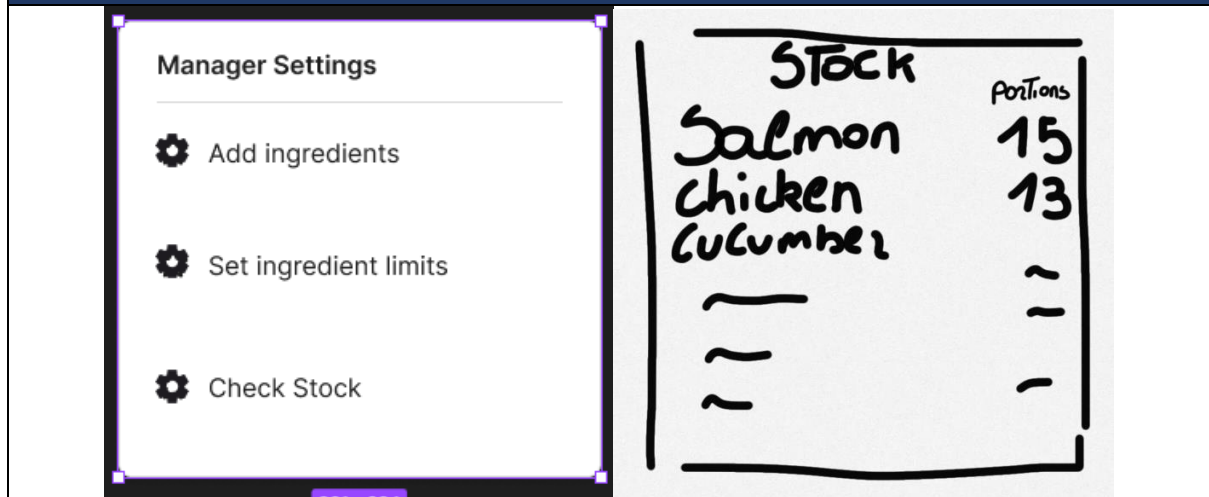 Manager Settings
Add ingredients
Set ingredient limits
Check Stock
STOCK
Portions
Salmon 15
chicken 13
cucumber